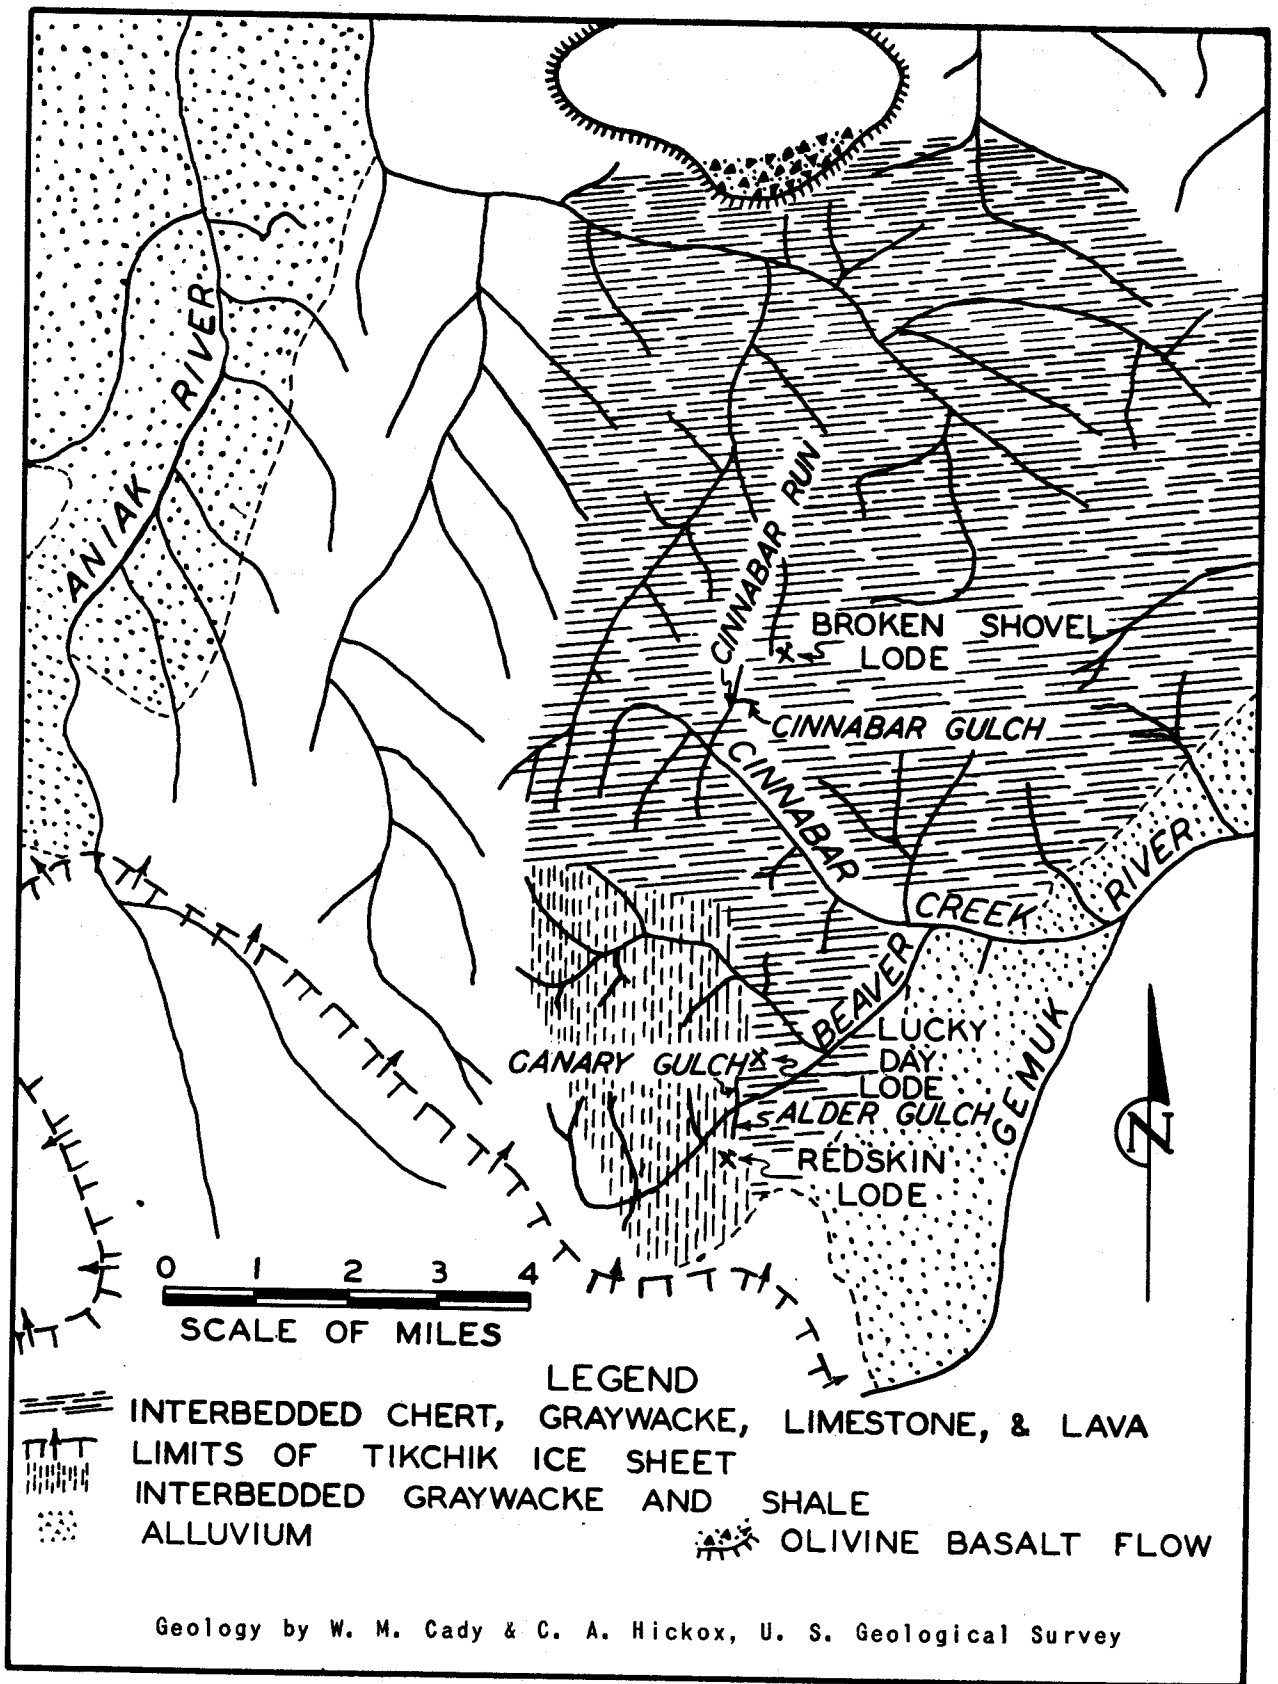 ANIAK RIVER
CINNABAR RUN
BROKEN SHOVEL
LODE
CINNABAR GULCH
CINNABAR CREEK
GEMUK RIVER
BEAVER
LUCKY
DAY
LODE
CANARY GULCH
ALDER GULCH
REDSKIN
LODE
N
0 1 2 3 4
SCALE OF MILES
LEGEND
INTERBEDDED CHERT, GRAYWACKE, LIMESTONE, & LAVA
LIMITS OF TIKCHIK ICE SHEET
INTERBEDDED GRAYWACKE AND SHALE
ALLUVIUM
OLIVINE BASALT FLOW
Geology by W. M. Cady & C. A. Hickox, U. S. Geological Survey